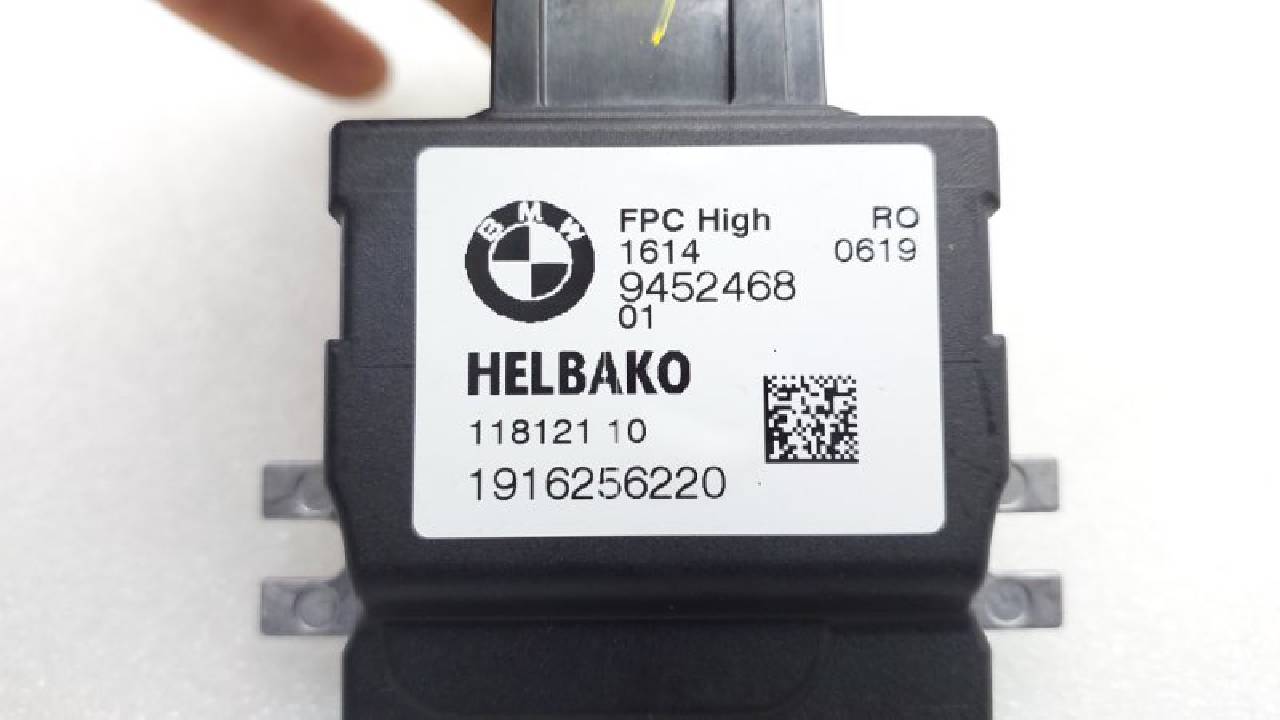 BMW
FPC High RO
1614 0619
9452468
01
HELBAKO
118121 10
1916256220